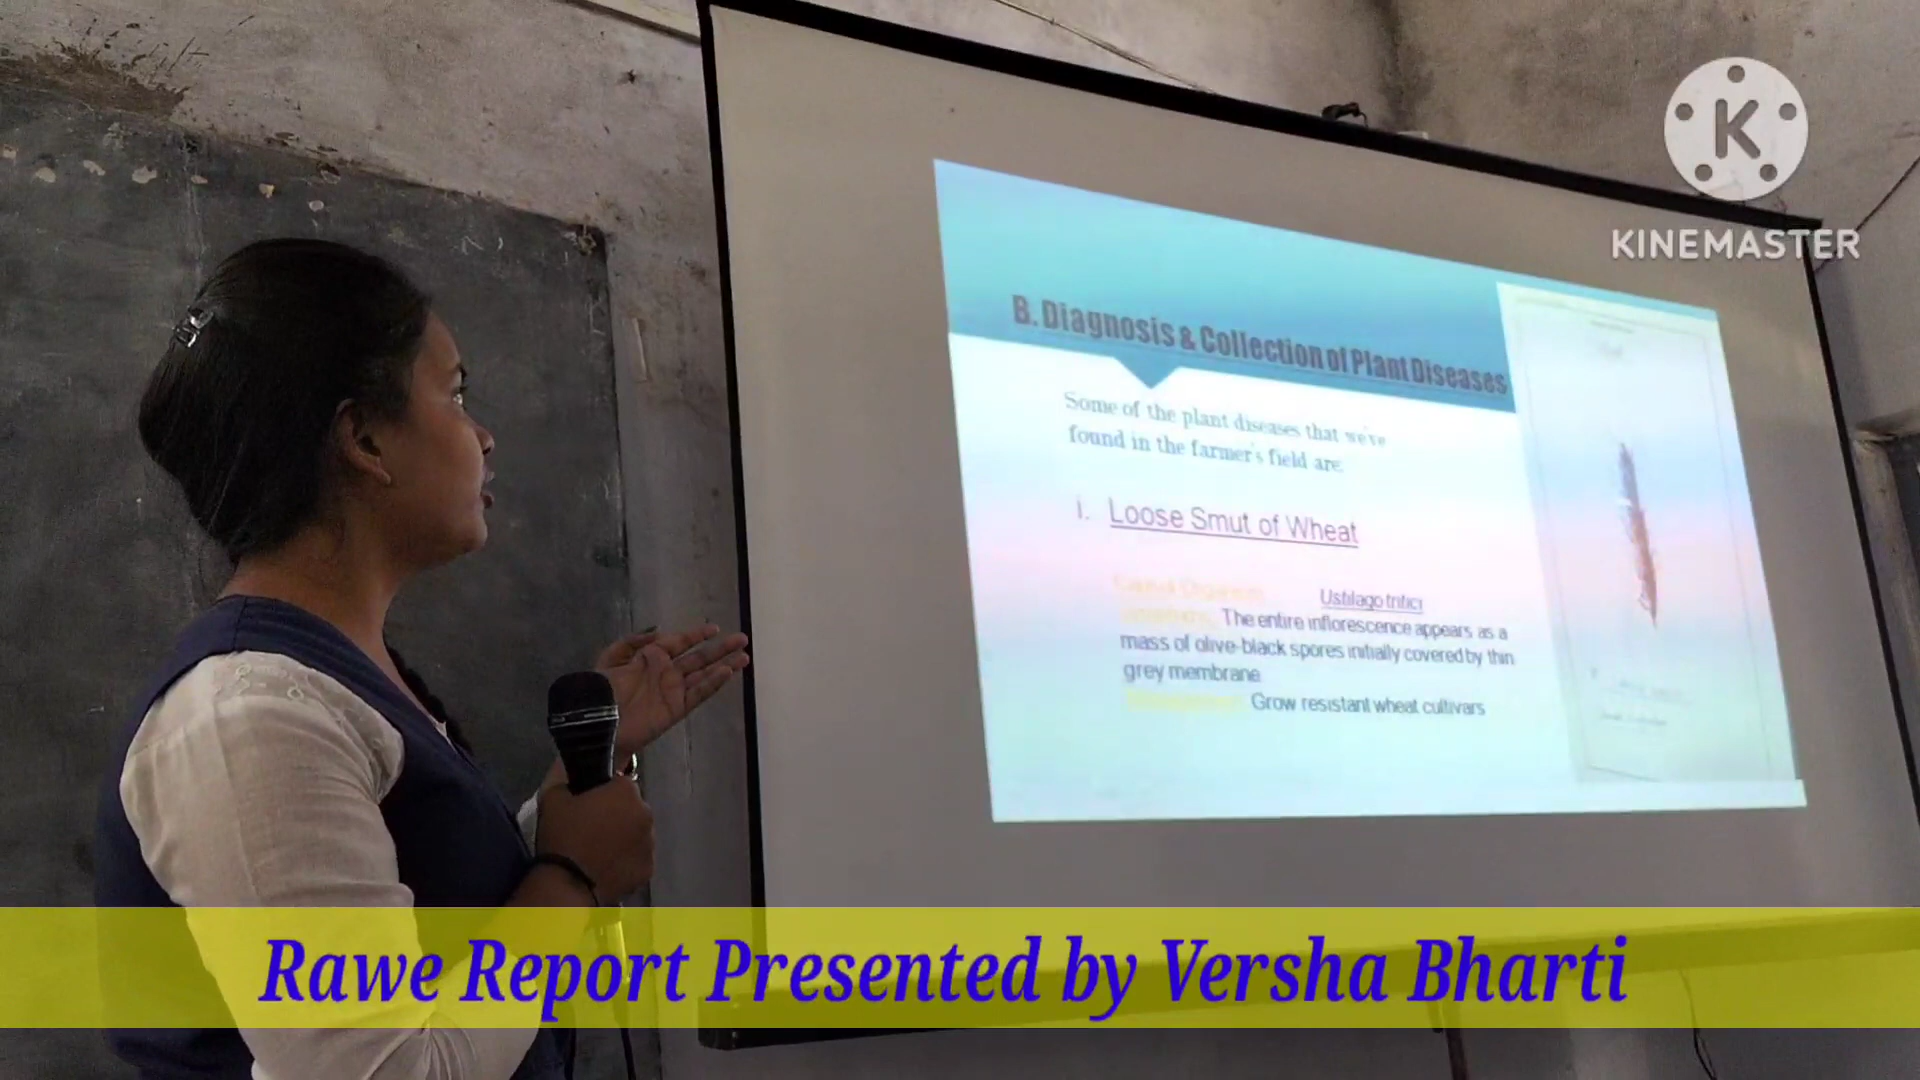 K
KINEMASTER
B. Diagnosis & Collection of Plant Diseases
Some of the plant diseases that we've
found in the farmer's field are
i. Loose Smut of Wheat
Ustilago tritici
The entire inflorescence appears as a
mass of olive-black spores initially covered by thin
grey membrane
Grow resistant wheat cultivars
Rawe Report Presented by Versha Bharti